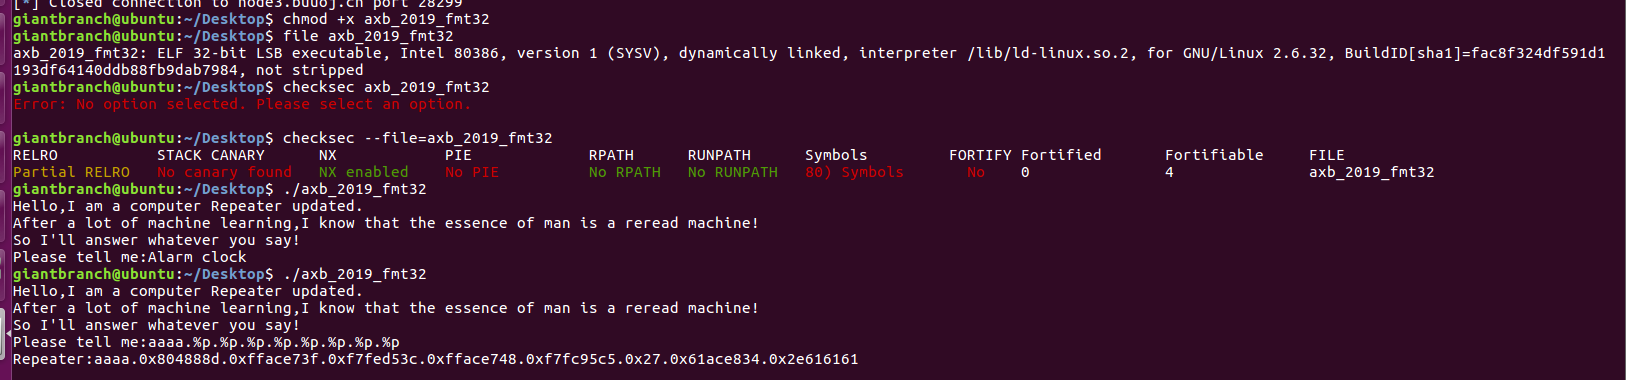 [*] Closed connection to node3.buuoj.cn port 28299
giantbranch@ubuntu:~/Desktop$ chmod +x axb_2019_fmt32
giantbranch@ubuntu:~/Desktop$ file axb_2019_fmt32
axb_2019_fmt32: ELF 32-bit LSB executable, Intel 80386, version 1 (SYSV), dynamically linked, interpreter /lib/ld-linux.so.2, for GNU/Linux 2.6.32, BuildID[sha1]=fac8f324df591d1
193df64140ddb88fb9dab7984, not stripped
giantbranch@ubuntu:~/Desktop$ checksec axb_2019_fmt32
Error: No option selected. Please select an option.
giantbranch@ubuntu:~/Desktop$ checksec --file=axb_2019_fmt32
RELRO STACK CANARY NX PIE RPATH RUNPATH Symbols FORTIFY Fortified Fortifiable FILE
Partial RELRO No canary found NX enabled No PIE No RPATH No RUNPATH 80) Symbols No 0 4 axb_2019_fmt32
giantbranch@ubuntu:~/Desktop$ ./axb_2019_fmt32
Hello,I am a computer Repeater updated.
After a lot of machine learning,I know that the essence of man is a reread machine!
So I'll answer whatever you say!
Please tell me:Alarm clock
giantbranch@ubuntu:~/Desktop$ ./axb_2019_fmt32
Hello,I am a computer Repeater updated.
After a lot of machine learning,I know that the essence of man is a reread machine!
So I'll answer whatever you say!
Please tell me:aaaa.%p.%p.%p.%p.%p.%p.%p.%p
Repeater:aaaa.0x804888d.0xfface73f.0xf7fed53c.0xfface748.0xf7fc95c5.0x27.0x61ace834.0x2e616161